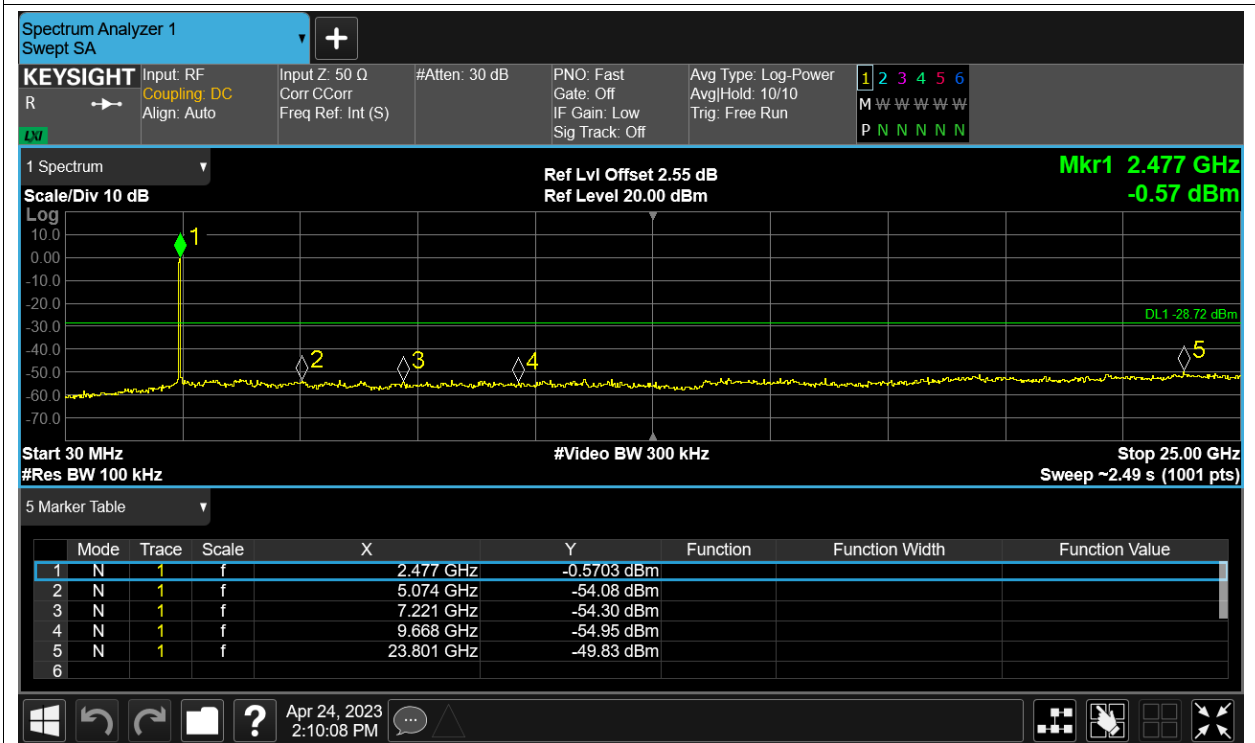 Spectrum Analyzer 1
Swept SA
KEYSIGHT Input: RF Input Z: 50 Ω #Atten: 30 dB PNO: Fast Avg Type: Log-Power 1 2 3 4 5 6
R Coupling: DC Corr CCorr Gate: Off Avg|Hold: 10/10 M W W W W W
Align: Auto Freq Ref: Int (S) IF Gain: Low Trig: Free Run
LXI Sig Track: Off P N N N N N
1 Spectrum Ref Lvl Offset 2.55 dB Mkr1 2.477 GHz
Scale/Div 10 dB Ref Level 20.00 dBm -0.57 dBm
Log
10.0 1
0.00
-10.0
-20.0
DL1 -28.72 dBm
-30.0
-40.0 5
2 3 4
-50.0
-60.0
-70.0
Start 30 MHz #Video BW 300 kHz Stop 25.00 GHz
#Res BW 100 kHz Sweep ~2.49 s (1001 pts)
5 Marker Table
Mode Trace Scale X Y Function Function Width Function Value
1 N 1 f 2.477 GHz -0.5703 dBm
2 N 1 f 5.074 GHz -54.08 dBm
3 N 1 f 7.221 GHz -54.30 dBm
4 N 1 f 9.668 GHz -54.95 dBm
5 N 1 f 23.801 GHz -49.83 dBm
6
? Apr 24, 2023
2:10:08 PM